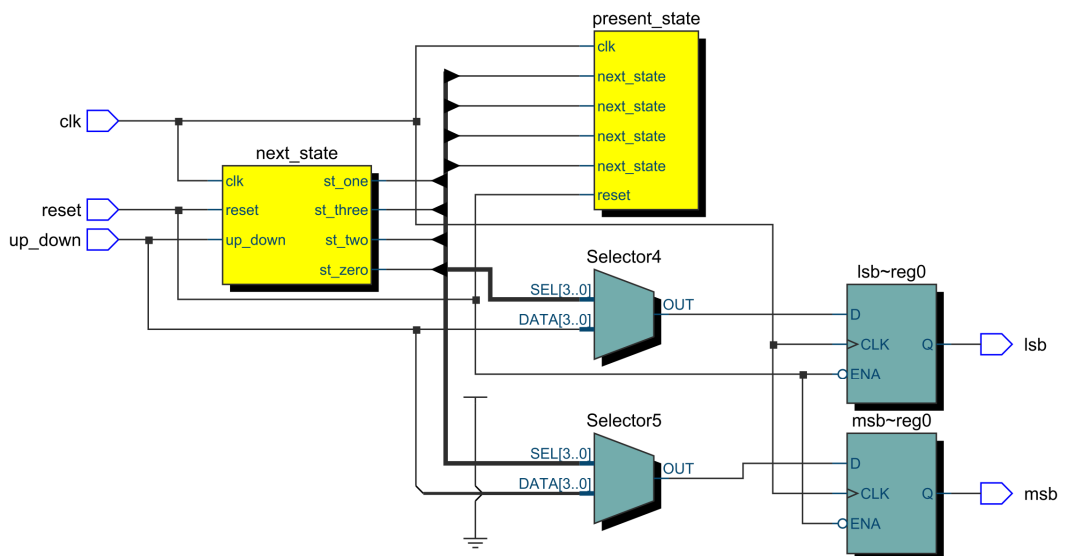 present_state
clk
next_state
next_state
next_state
next_state
reset
clk
reset
up_down
next_state
clk
reset
up_down
st_one
st_three
st_two
st_zero
Selector4
SEL[3..0]
DATA[3..0]
OUT
lsb~reg0
D
CLK
ENA
Q
lsb
Selector5
SEL[3..0]
DATA[3..0]
OUT
msb~reg0
D
CLK
ENA
Q
msb